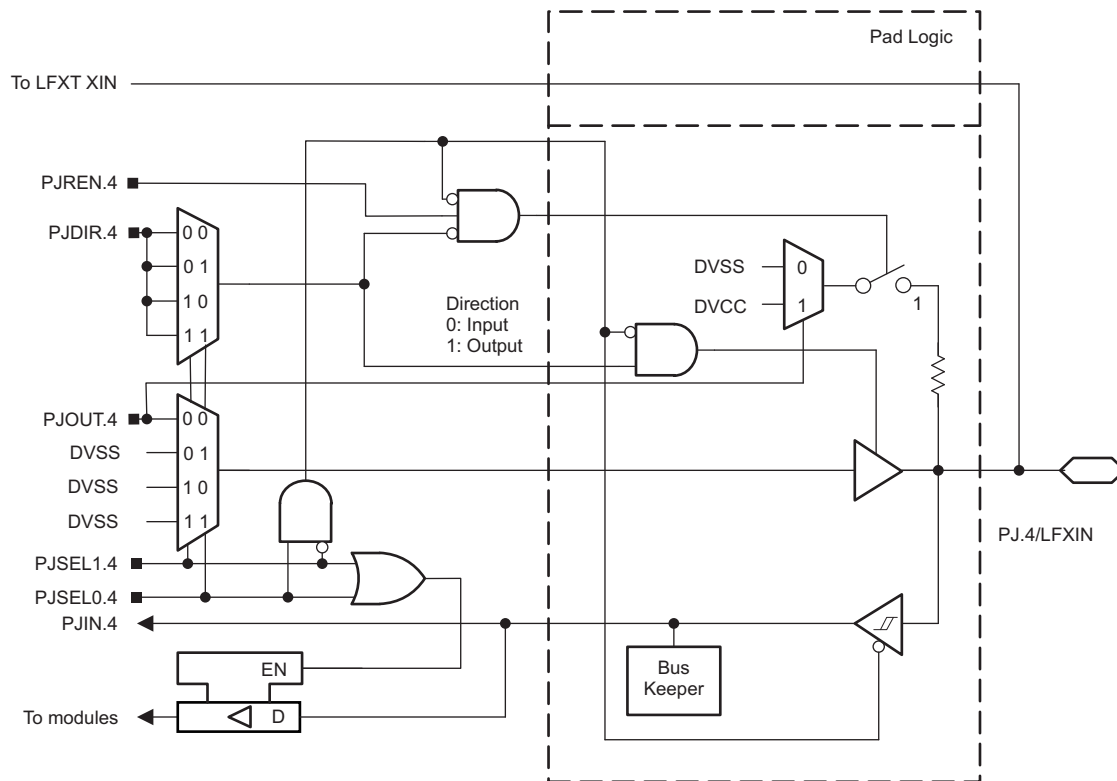 Pad Logic
To LFXT XIN
PJREN.4
PJDIR.4
0 0
0 1
1 0
1 1
Direction
0: Input
1: Output
DVSS
0
DVCC
1
1
PJOUT.4
0 0
DVSS
0 1
DVSS
1 0
DVSS
1 1
PJ.4/LFXIN
PJSEL1.4
PJSEL0.4
PJIN.4
EN
Bus
Keeper
To modules
D